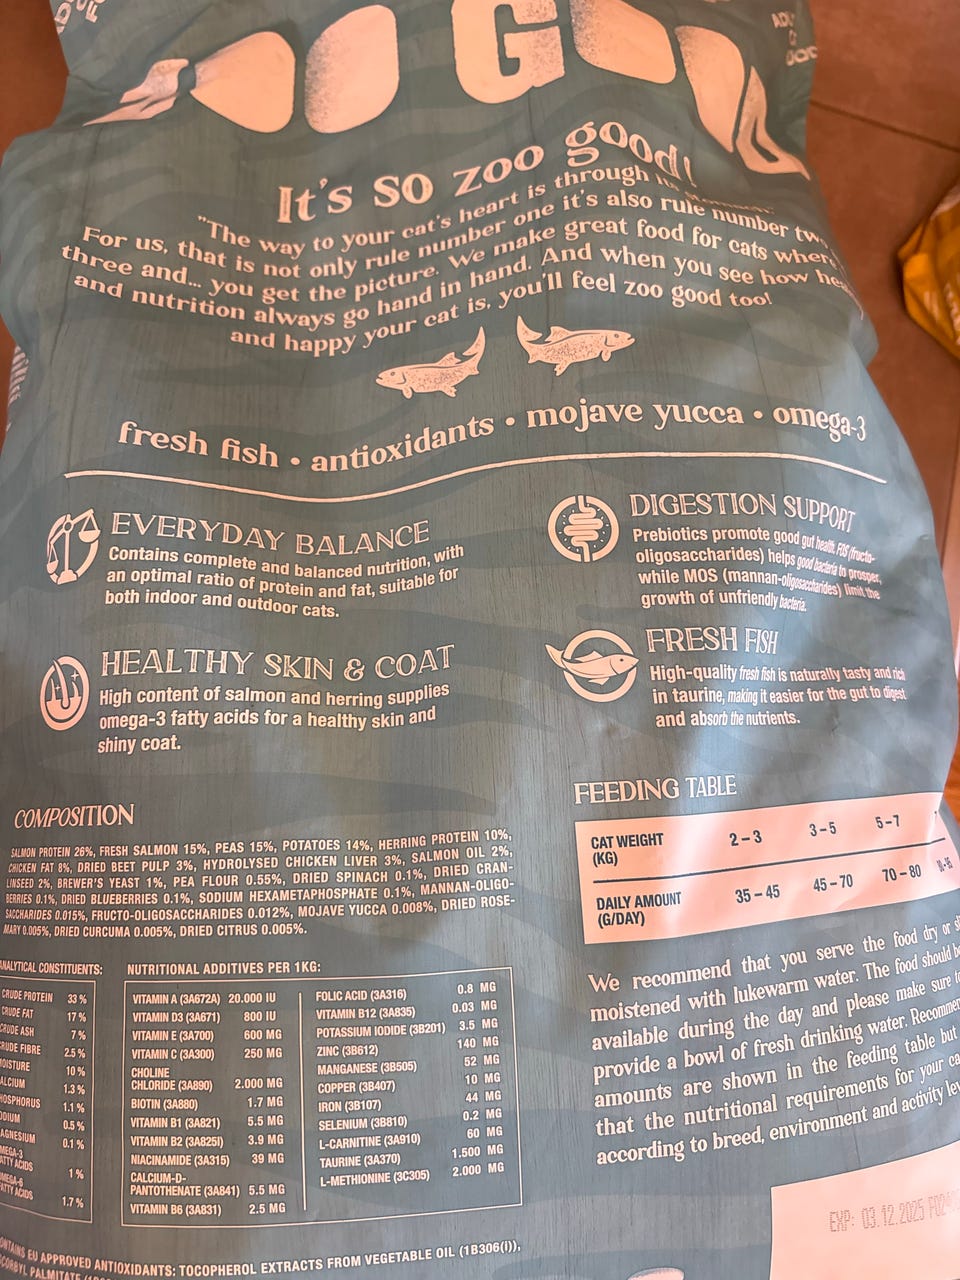 It's so zoo good!
"The way to your cat's heart is through its stomach."
For us, that is not only rule number one it's also rule number two,
three and... you get the picture. We make great food for cats where
and nutrition always go hand in hand. And when you see how
and happy your cat is, you'll feel zoo good too!
fresh fish • antioxidants • mojave yucca • omega-3
EVERYDAY BALANCE
Contains complete and balanced nutrition, with
an optimal ratio of protein and fat, suitable for
both indoor and outdoor cats.
DIGESTION SUPPORT
Prebiotics promote good gut health. FOS (fructo-
oligosaccharides) helps good bacteria to prosper,
while MOS (mannan-oligosaccharides) limit the
growth of unfriendly bacteria.
HEALTHY SKIN & COAT
High content of salmon and herring supplies
omega-3 fatty acids for a healthy skin and
shiny coat.
FRESH FISH
High-quality fresh fish is naturally tasty and rich
in taurine, making it easier for the gut to digest
and absorb the nutrients.
COMPOSITION
SALMON PROTEIN 26%, FRESH SALMON 15%, PEAS 15%, POTATOES 14%, HERRING PROTEIN 10%,
CHICKEN FAT 8%, DRIED BEET PULP 3%, HYDROLYSED CHICKEN LIVER 3%, SALMON OIL 2%,
LINSEED 2%, BREWER'S YEAST 1%, PEA FLOUR 0.55%, DRIED SPINACH 0.1%, DRIED CRAN-
BERRIES 0.1%, DRIED BLUEBERRIES 0.1%, SODIUM HEXAMETAPHOSPHATE 0.1%, MANNAN-OLIGO-
SACCHARIDES 0.015%, FRUCTO-OLIGOSACCHARIDES 0.012%, MOJAVE YUCCA 0.008%, DRIED ROSE-
MARY 0.005%, DRIED CURCUMA 0.005%, DRIED CITRUS 0.005%.
FEEDING TABLE
CAT WEIGHT (KG) 2 – 3 3 – 5 5 – 7
DAILY AMOUNT (G/DAY) 35 – 45 45 – 70 70 – 80
We recommend that you serve the food dry or
moistened with lukewarm water. The food should
available during the day and please make sure
provide a bowl of fresh drinking water.
amounts are shown in the feeding table but
that the nutritional requirements for your
according to breed, environment and activity
EXP: 03.12.2025
ANALYTICAL CONSTITUENTS:
CRUDE PROTEIN 33 %
CRUDE FAT 17 %
CRUDE ASH 7 %
CRUDE FIBRE 2.5 %
MOISTURE 10 %
CALCIUM 1.3 %
PHOSPHORUS 1.1 %
SODIUM 0.5 %
MAGNESIUM 0.1 %
OMEGA-3 FATTY ACIDS 1 %
OMEGA-6 FATTY ACIDS 1.7 %
NUTRITIONAL ADDITIVES PER 1KG:
VITAMIN A (3A672A) 20.000 IU
VITAMIN D3 (3A671) 800 IU
VITAMIN E (3A700) 600 MG
VITAMIN C (3A300) 250 MG
CHOLINE
CHLORIDE (3A890) 2.000 MG
BIOTIN (3A880) 1.7 MG
VITAMIN B1 (3A821) 5.5 MG
VITAMIN B2 (3A825I) 3.9 MG
NIACINAMIDE (3A315) 39 MG
CALCIUM-D-
PANTOTHENATE (3A841) 5.5 MG
VITAMIN B6 (3A831) 2.5 MG
FOLIC ACID (3A316) 0.8 MG
VITAMIN B12 (3A835) 0.03 MG
POTASSIUM IODIDE (3B201) 3.5 MG
ZINC (3B612) 140 MG
MANGANESE (3B505) 52 MG
COPPER (3B407) 10 MG
IRON (3B107) 44 MG
SELENIUM (3B810) 0.2 MG
L-CARNITINE (3A910) 60 MG
TAURINE (3A370) 1.500 MG
L-METHIONINE (3C305) 2.000 MG
CONTAINS EU APPROVED ANTIOXIDANTS: TOCOPHEROL EXTRACTS FROM VEGETABLE OIL (1B306(i)),